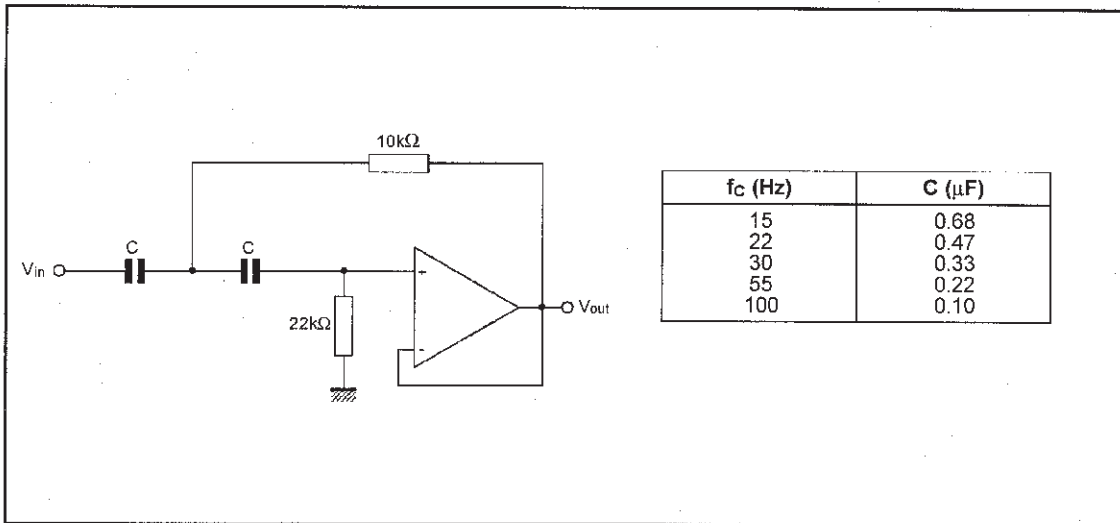 10kΩ
C
C
Vin
+
22kΩ
−
Vout
fC (Hz) C (µF)
15 0.68
22 0.47
30 0.33
55 0.22
100 0.10